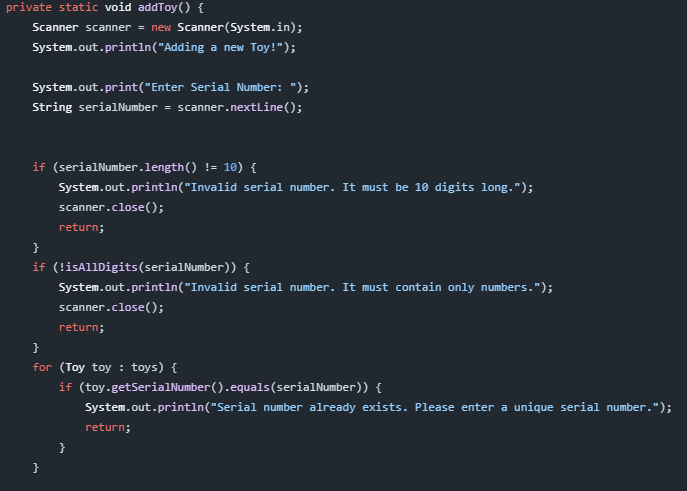 private static void addToy() {
    Scanner scanner = new Scanner(System.in);
    System.out.println("Adding a new Toy!");

    System.out.print("Enter Serial Number: ");
    String serialNumber = scanner.nextLine();


    if (serialNumber.length() != 10) {
        System.out.println("Invalid serial number. It must be 10 digits long.");
        scanner.close();
        return;
    }
    if (!isAllDigits(serialNumber)) {
        System.out.println("Invalid serial number. It must contain only numbers.");
        scanner.close();
        return;
    }
    for (Toy toy : toys) {
        if (toy.getSerialNumber().equals(serialNumber)) {
            System.out.println("Serial number already exists. Please enter a unique serial number.");
            return;
        }
    }